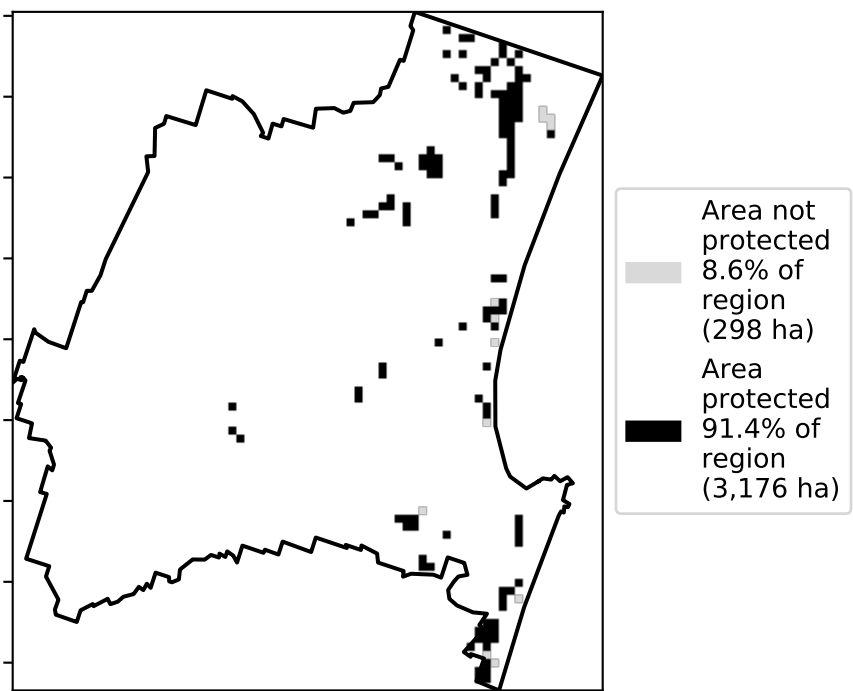 Area not
protected
8.6% of
region
(298 ha)
Area
protected
91.4% of
region
(3,176 ha)